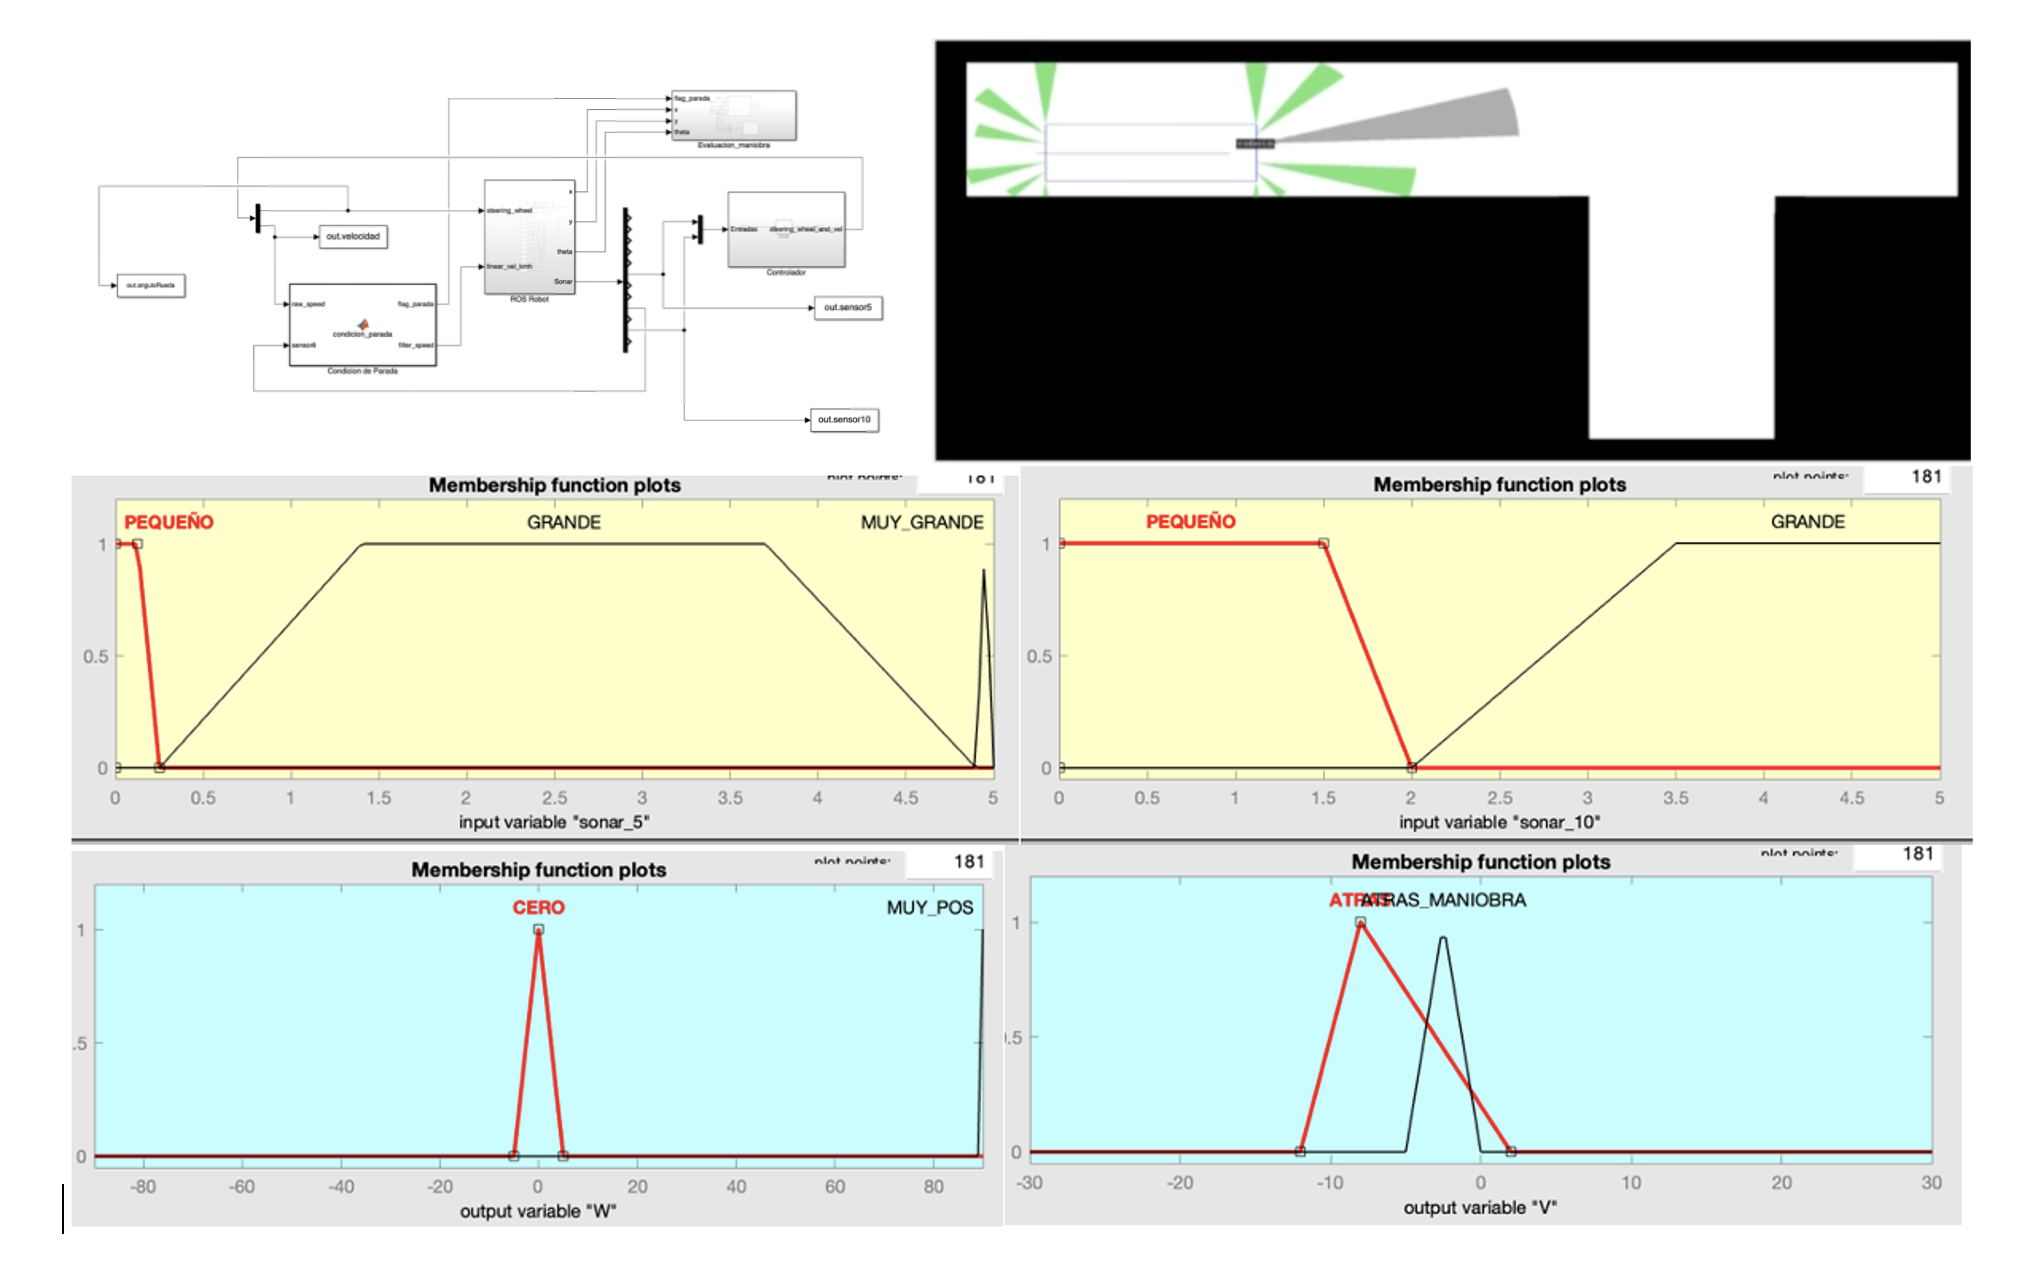 flag_parada
x
y
theta
Evaluacion_maniobra
x
steering_wheel
y
out.velocidad
Entradas
steering_wheel_and_vel
theta
linear_vel_kmh
Controlador
out.anguloRueda
Sonar
ROS Robot
raw_speed
flag_parada
out.sensor5
condicion_parada
sensor6
filter_speed
Condicion de Parada
out.sensor10
Membership function plots
plot points:
181
PEQUEÑO
GRANDE
MUY_GRANDE
1
0.5
0
0 0.5 1 1.5 2 2.5 3 3.5 4 4.5 5
input variable "sonar_5"
Membership function plots
plot points:
181
PEQUEÑO
GRANDE
1
0.5
0
0 0.5 1 1.5 2 2.5 3 3.5 4 4.5 5
input variable "sonar_10"
Membership function plots
plot points:
181
CERO
MUY_POS
1
.5
0
-80 -60 -40 -20 0 20 40 60 80
output variable "W"
Membership function plots
plot points:
181
ATRAS
ATRAS_MANIOBRA
1
0.5
0
-30 -20 -10 0 10 20 30
output variable "V"